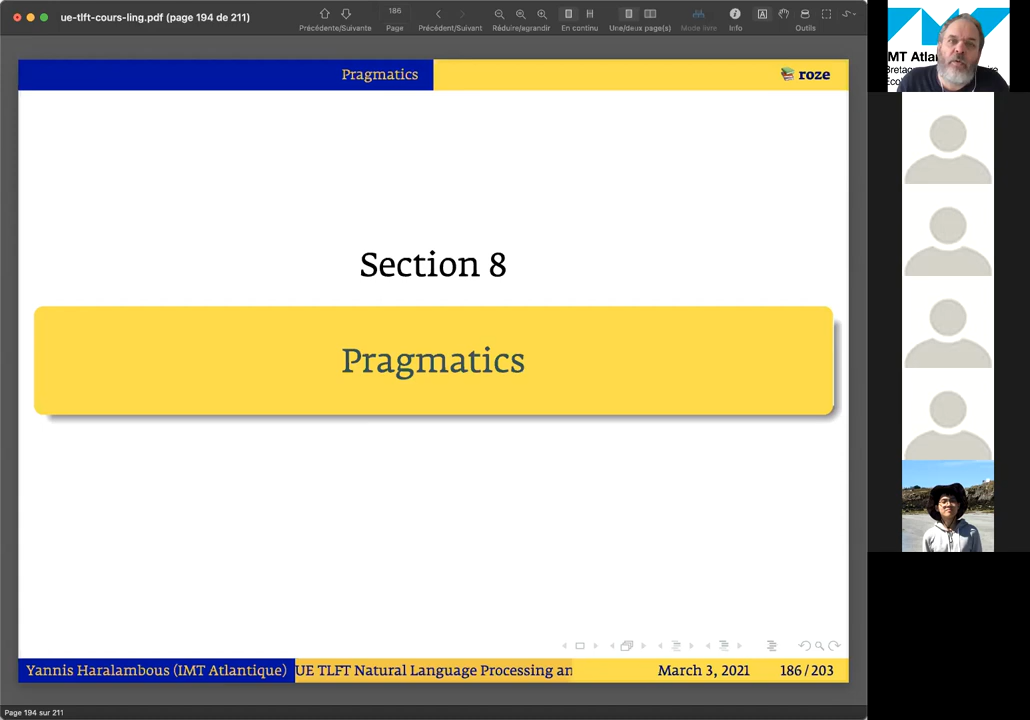 ue-tlft-cours-ling.pdf (page 194 de 211)
186
Précédente/Suivante
Page
Précédent/Suivant
Réduire/agrandir
En continu
Une/deux page(s)
Mode livre
Info
Outils
Pragmatics
roze
Section 8
Pragmatics
Yannis Haralambous (IMT Atlantique)
UE TLFT Natural Language Processing an
March 3, 2021
186 / 203
Page 194 sur 211
IMT Atla